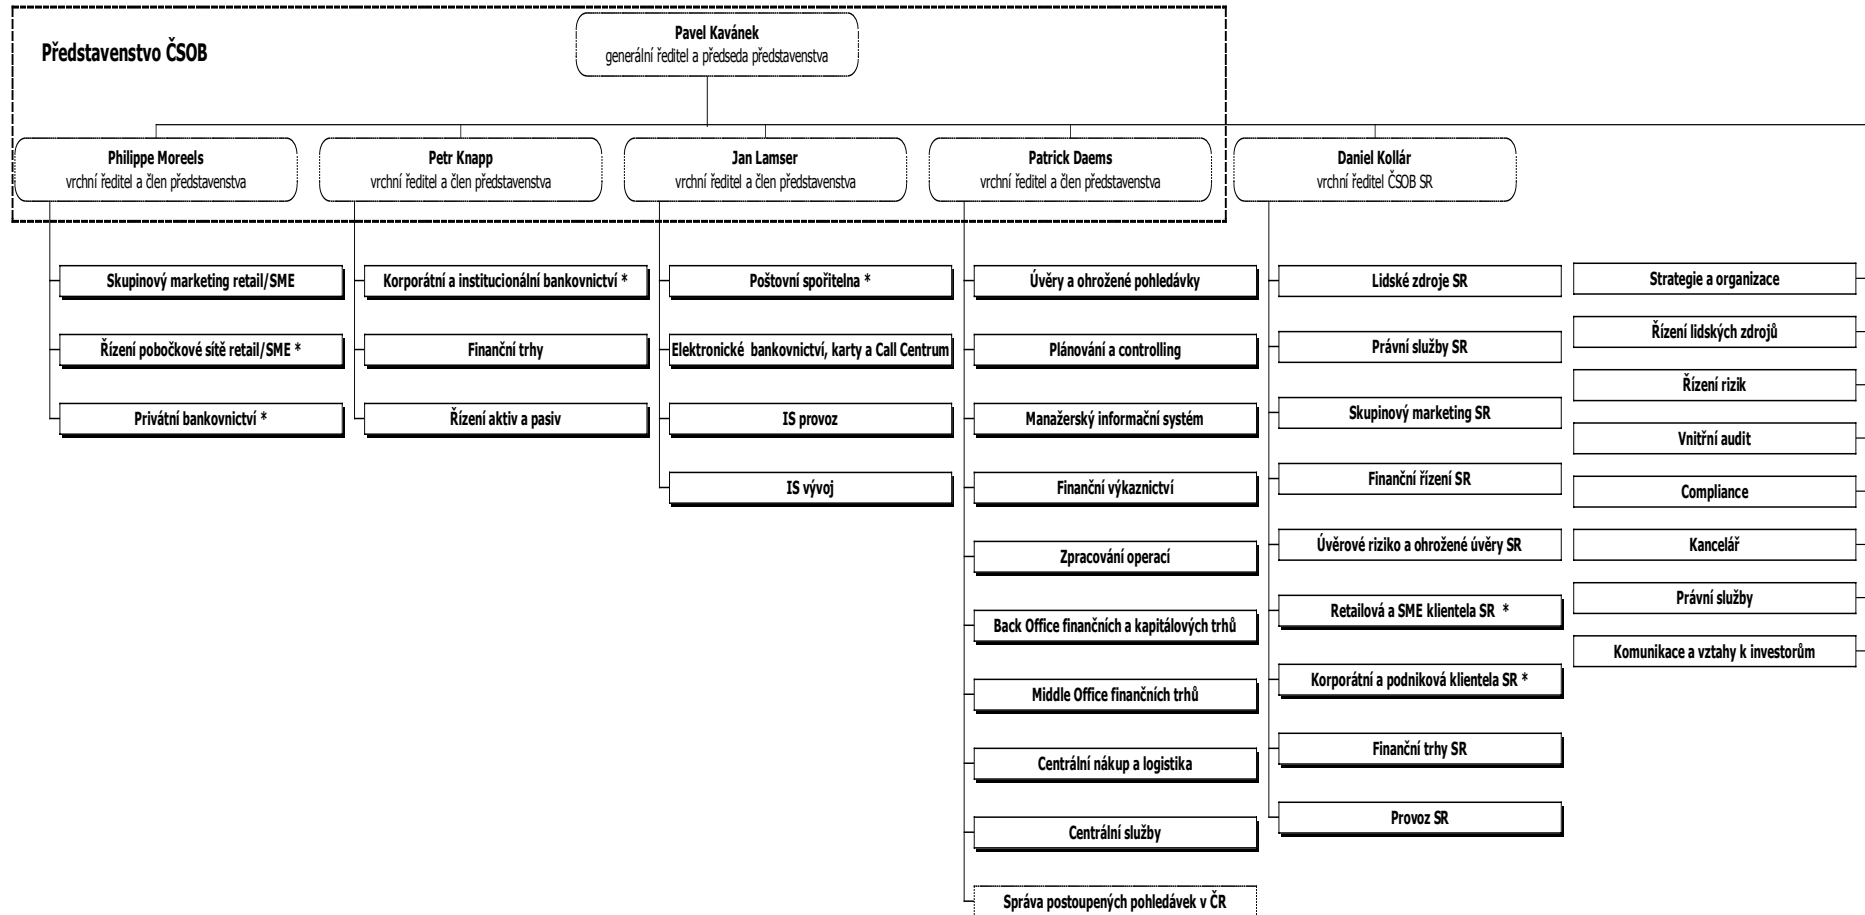 Představenstvo ČSOB
Pavel Kavánek
generální ředitel a předseda představenstva
Philippe Moreels
vrchní ředitel a člen představenstva
Petr Knapp
vrchní ředitel a člen představenstva
Jan Lamser
vrchní ředitel a člen představenstva
Patrick Daems
vrchní ředitel a člen představenstva
Daniel Kollár
vrchní ředitel ČSOB SR
Skupinový marketing retail/SME
Řízení pobočkové sítě retail/SME *
Privátní bankovnictví *
Korporátní a institucionální bankovnictví *
Finanční trhy
Řízení aktiv a pasiv
Poštovní spořitelna *
Elektronické bankovnictví, karty a Call Centrum
IS provoz
IS vývoj
Úvěry a ohrožené pohledávky
Plánování a controlling
Manažerský informační systém
Finanční výkaznictví
Zpracování operací
Back Office finančních a kapitálových trhů
Middle Office finančních trhů
Centrální nákup a logistika
Centrální služby
Správa postoupených pohledávek v ČR
Lidské zdroje SR
Právní služby SR
Skupinový marketing SR
Finanční řízení SR
Úvěrové riziko a ohrožené úvěry SR
Retailová a SME klientela SR *
Korporátní a podniková klientela SR *
Finanční trhy SR
Provoz SR
Strategie a organizace
Řízení lidských zdrojů
Řízení rizik
Vnitřní audit
Compliance
Kancelář
Právní služby
Komunikace a vztahy k investorům